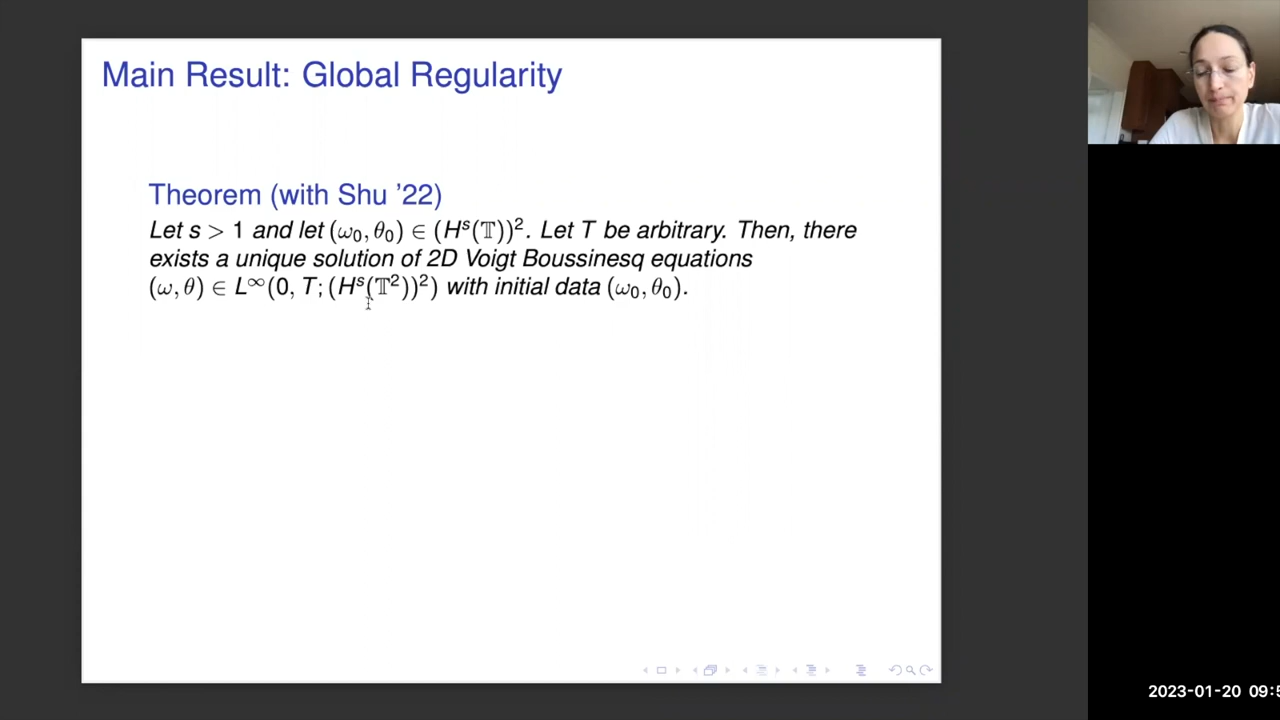 Main Result: Global Regularity
Theorem (with Shu ’22)
Let s > 1 and let (ω₀, θ₀) ∈ (Hˢ(𝕋))². Let T be arbitrary. Then, there
exists a unique solution of 2D Voigt Boussinesq equations
(ω, θ) ∈ L^∞(0, T; (Hˢ(𝕋²))²) with initial data (ω₀, θ₀).
2023-01-20 09:5